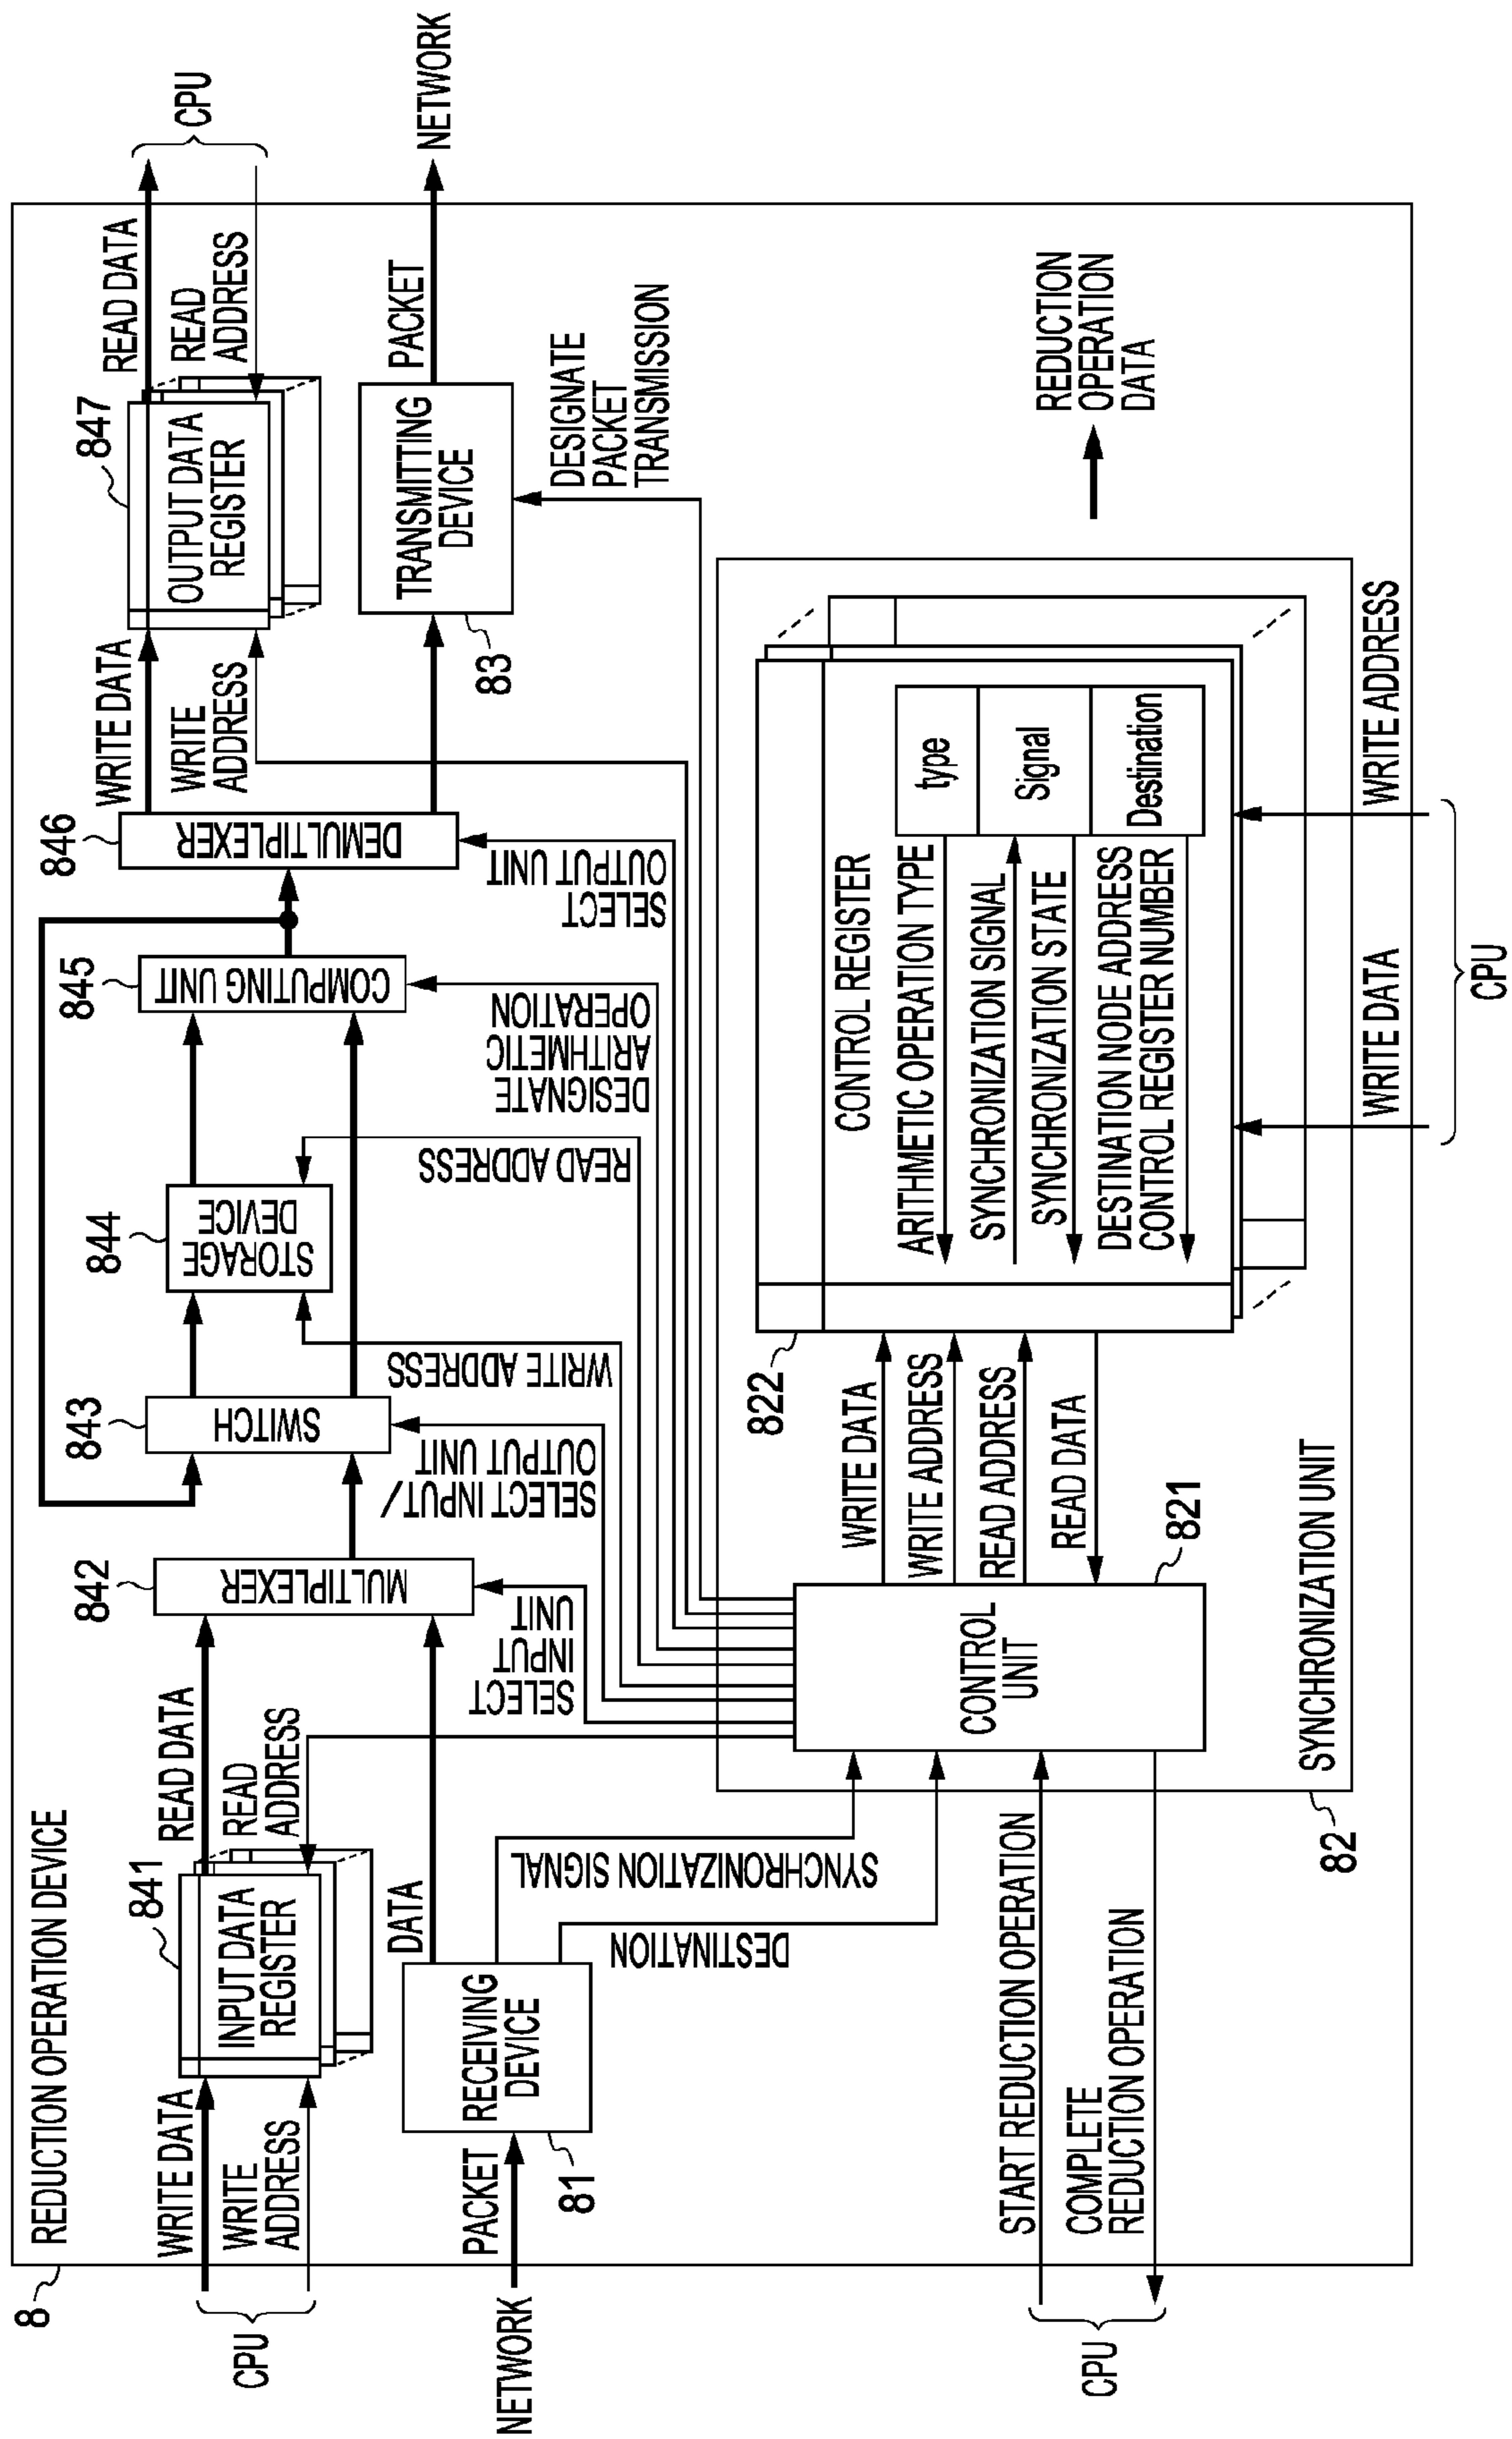 REDUCTION OPERATION DEVICE
8
CPU
WRITE DATA
WRITE
ADDRESS
841
INPUT DATA
REGISTER
READ DATA
READ
ADDRESS
NETWORK
PACKET
81
RECEIVING
DEVICE
DATA
SYNCHRONIZATION SIGNAL
DESTINATION
842
MULTIPLEXER
SELECT
INPUT
UNIT
843
SWITCH
SELECT INPUT/
OUTPUT UNIT
WRITE ADDRESS
844
STORAGE
DEVICE
READ ADDRESS
845
COMPUTING UNIT
DESIGNATE
ARITHMETIC
OPERATION
846
DEMULTIPLEXER
SELECT
OUTPUT UNIT
WRITE DATA
WRITE
ADDRESS
847
OUTPUT DATA
REGISTER
READ DATA
READ
ADDRESS
CPU
83
TRANSMITTING
DEVICE
PACKET
NETWORK
DESIGNATE
PACKET
TRANSMISSION
CPU
START REDUCTION OPERATION
COMPLETE
REDUCTION OPERATION
82
SYNCHRONIZATION UNIT
CONTROL
UNIT
821
WRITE DATA
WRITE ADDRESS
READ ADDRESS
READ DATA
822
CONTROL REGISTER
ARITHMETIC OPERATION TYPE
type
SYNCHRONIZATION SIGNAL
Signal
SYNCHRONIZATION STATE
DESTINATION NODE ADDRESS
CONTROL REGISTER NUMBER
Destination
WRITE DATA
WRITE ADDRESS
CPU
REDUCTION
OPERATION
DATA